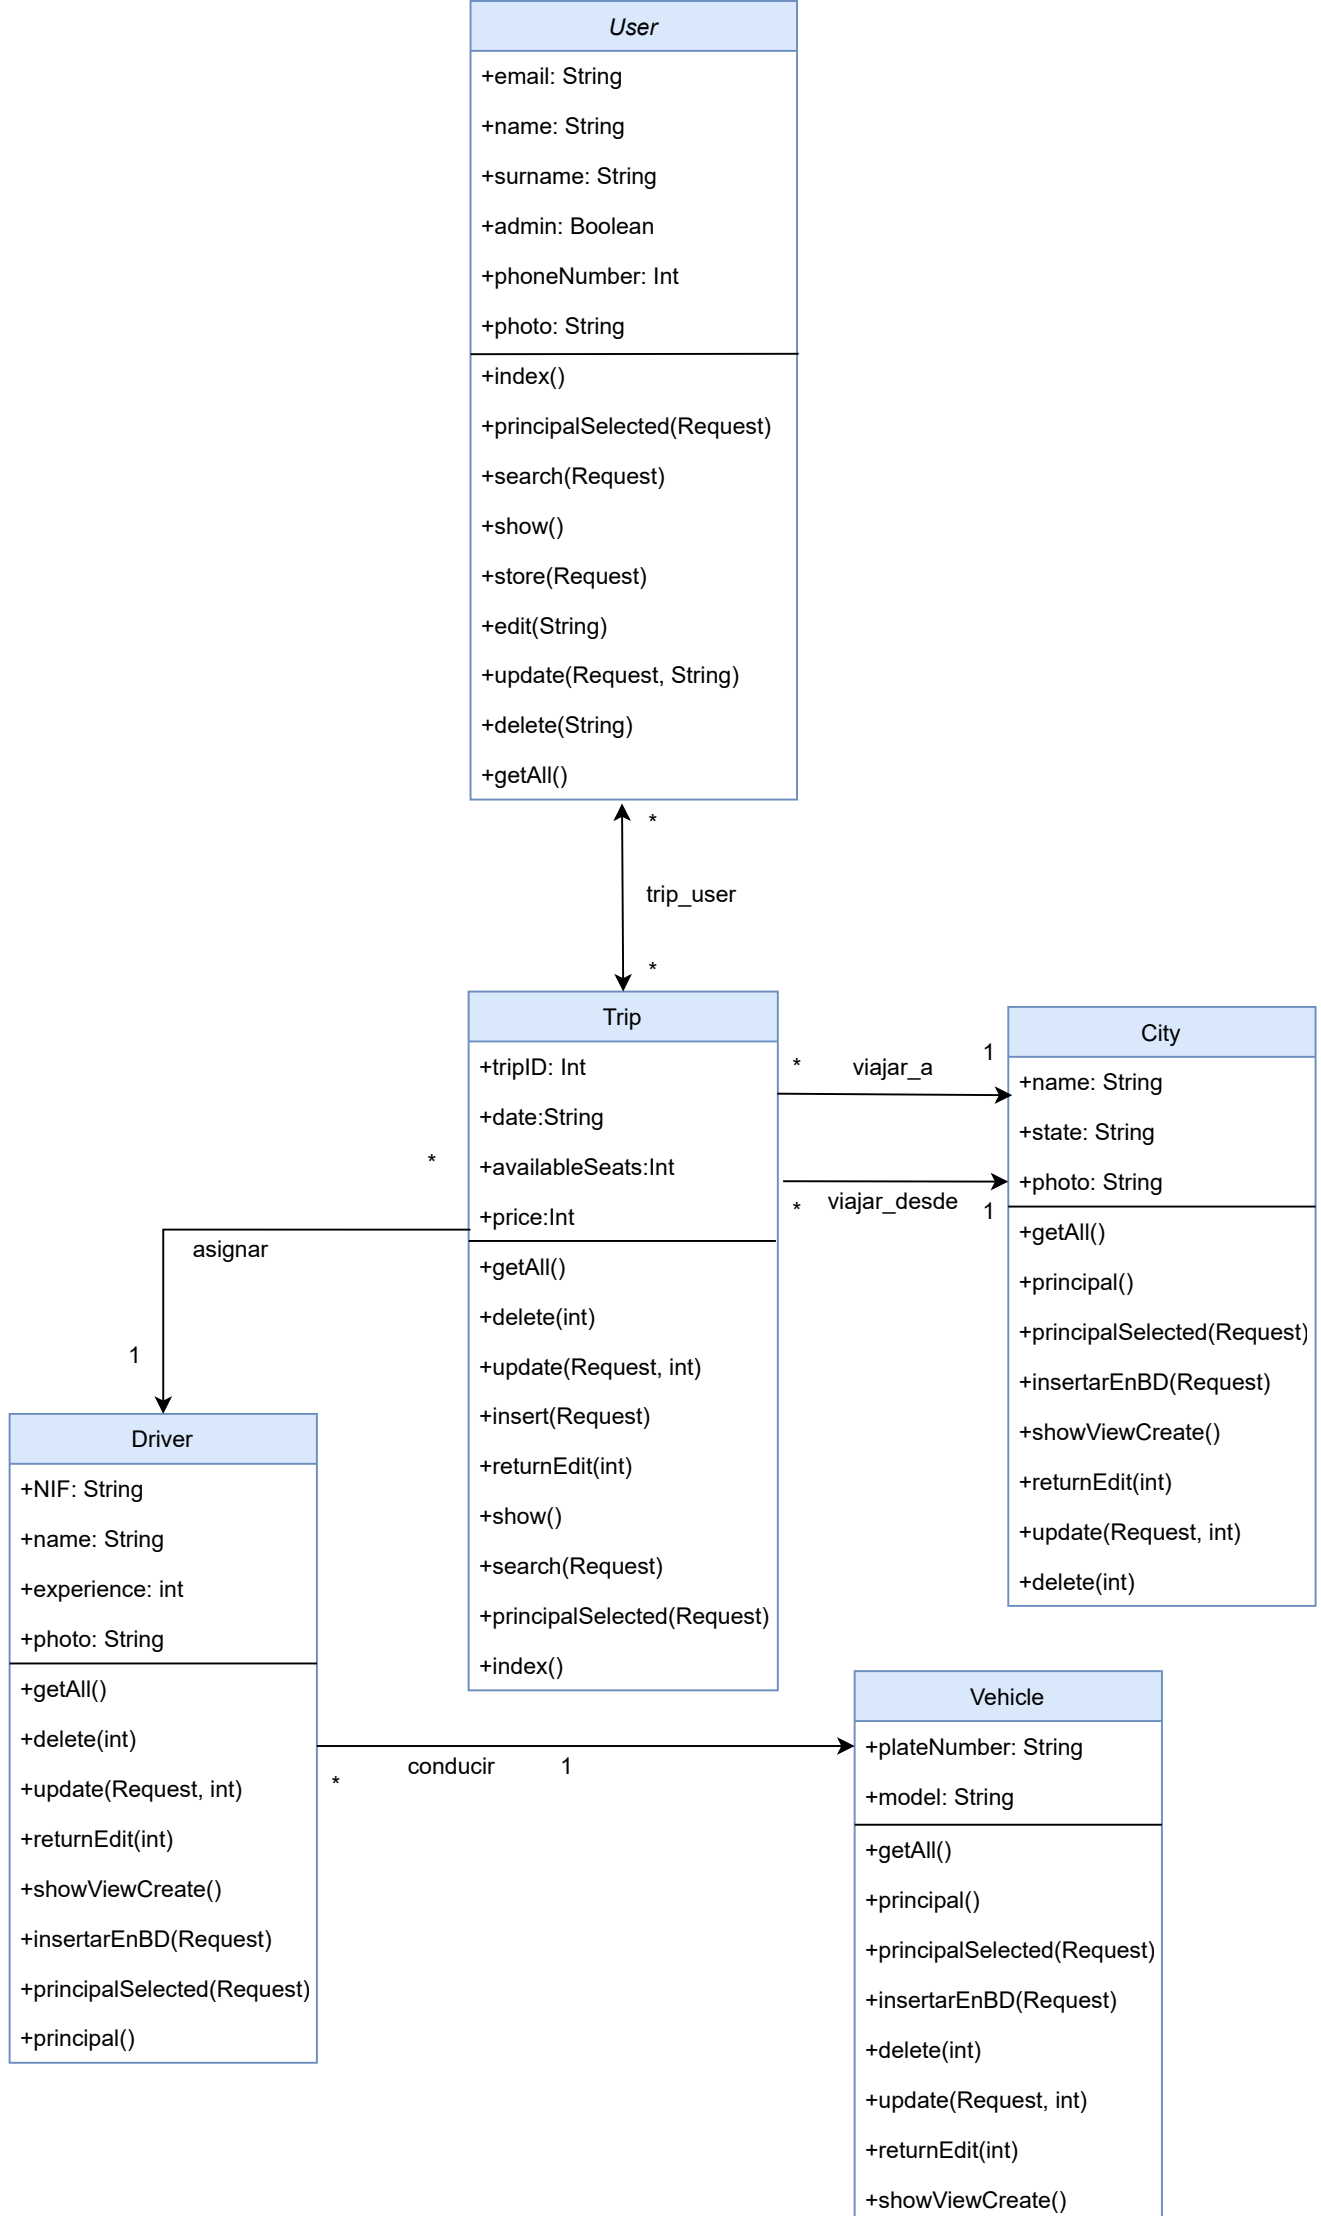 User
+email: String
+name: String
+surname: String
+admin: Boolean
+phoneNumber: Int
+photo: String
+index()
+principalSelected(Request)
+search(Request)
+show()
+store(Request)
+edit(String)
+update(Request, String)
+delete(String)
+getAll()
*
trip_user
*
Trip
+tripID: Int
+date:String
+availableSeats:Int
+price:Int
+getAll()
+delete(int)
+update(Request, int)
+insert(Request)
+returnEdit(int)
+show()
+search(Request)
+principalSelected(Request)
+index()
* viajar_a 1
* viajar_desde 1
City
+name: String
+state: String
+photo: String
+getAll()
+principal()
+principalSelected(Request)
+insertarEnBD(Request)
+showViewCreate()
+returnEdit(int)
+update(Request, int)
+delete(int)
*
asignar
1
Driver
+NIF: String
+name: String
+experience: int
+photo: String
+getAll()
+delete(int)
+update(Request, int)
+returnEdit(int)
+showViewCreate()
+insertarEnBD(Request)
+principalSelected(Request)
+principal()
* conducir 1
Vehicle
+plateNumber: String
+model: String
+getAll()
+principal()
+principalSelected(Request)
+insertarEnBD(Request)
+delete(int)
+update(Request, int)
+returnEdit(int)
+showViewCreate()